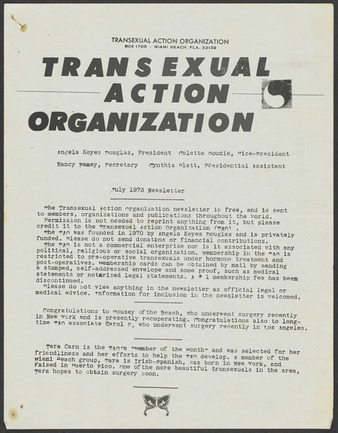 TRANSEXUAL ACTION ORGANIZATION
BOX 1706 - MIAMI BEACH, FLA. 33139
TRANSEXUAL
ACTION
ORGANIZATION
Angela Keyes Douglas, President Colette Goudie, Vice-President
Nancy Ramey, Secretary Cynthia Platt, Presidential Assistant
July 1973 Newsletter
The Transexual Action Organization newsletter is free, and is sent
to members, organizations and publications throughout the world.
Permission is not needed to reprint anything from it, but please
credit it to the Transexual Action Organization (TAO).
The TAO was founded in 1970 by Angela Keyes Douglas and is privately
funded. Please do not send donations or financial contributions.
The TAO is not a commercial enterprise nor is it associated with any
political, religious or social organization. Membership in the TAO is
restricted to pre-operative transexuals under hormone treatment and
post-operatives. Membership cards can be obtained by mail by sending
a stamped, self-addressed envelope and some proof, such as medical
statements or notorized legal statements. A $1 membership fee has been
discontinued.
Please do not view anything in the newsletter as official legal or
medical advice. Information for inclusion in the newsletter is welcomed.
Congratulations to of the Beach, who underwent surgery recently
in New York and is presently recuperating. Congratulations also to long-
time TAO associate Carol, who underwent surgery recently in Los Angeles.
Tara Carn is the TAO's "Member of the Month" and was selected for her
friendliness and her efforts to help the TAO develop. A member of the
Miami Beach group, Tara is Irish-Spanish, was born in New York, and
raised in Puerto Rico. One of the more beautiful transexuals in the area,
Tara hopes to obtain surgery soon.